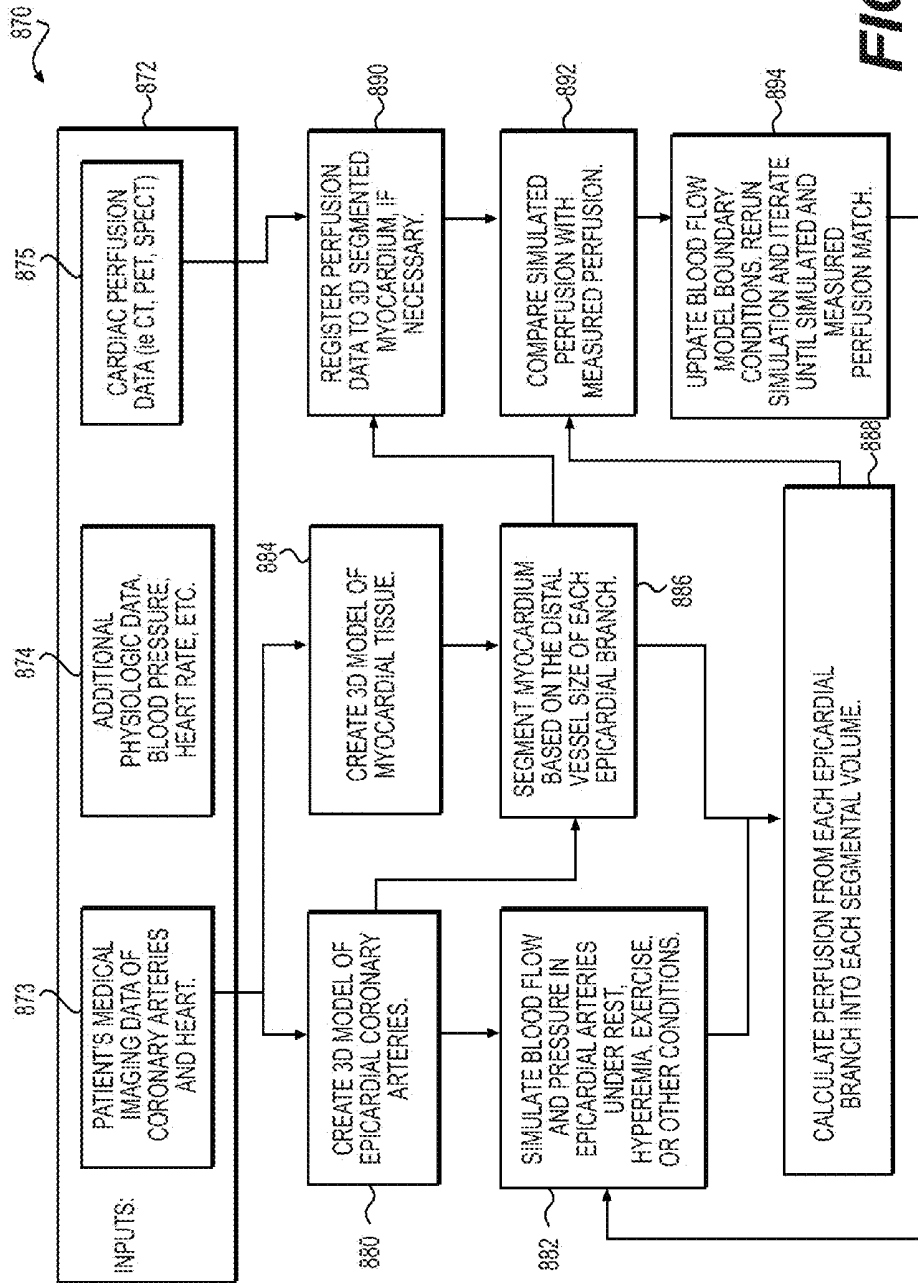 870
872
INPUTS:
873
PATIENT'S MEDICAL
IMAGING DATA OF
CORONARY ARTERIES
AND HEART.
874
ADDITIONAL
PHYSIOLOGIC DATA,
BLOOD PRESSURE,
HEART RATE, ETC.
875
CARDIAC PERFUSION
DATA (ie CT, PET, SPECT)
880
CREATE 3D MODEL OF
EPICARDIAL CORONARY
ARTERIES.
884
CREATE 3D MODEL OF
MYOCARDIAL TISSUE.
890
REGISTER PERFUSION
DATA TO 3D SEGMENTED
MYOCARDIUM, IF
NECESSARY.
882
SIMULATE BLOOD FLOW
AND PRESSURE IN
EPICARDIAL ARTERIES
UNDER REST,
HYPEREMIA, EXERCISE,
OR OTHER CONDITIONS.
886
SEGMENT MYOCARDIUM
BASED ON THE DISTAL
VESSEL SIZE OF EACH
EPICARDIAL BRANCH.
892
COMPARE SIMULATED
PERFUSION WITH
MEASURED PERFUSION.
888
CALCULATE PERFUSION FROM EACH EPICARDIAL
BRANCH INTO EACH SEGMENTAL VOLUME.
894
UPDATE BLOOD FLOW
MODEL BOUNDARY
CONDITIONS. RERUN
SIMULATION AND ITERATE
UNTIL SIMULATED AND
MEASURED
PERFUSION MATCH.